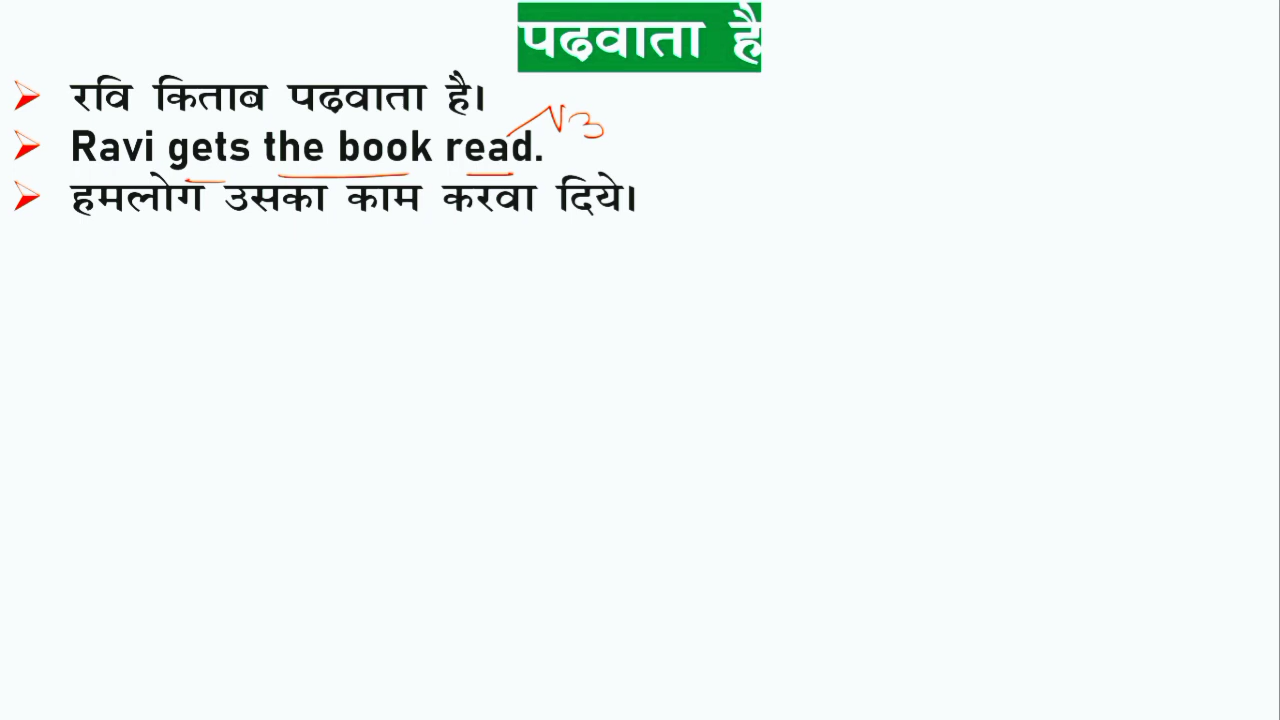 पढवाता है
रवि किताब पढवाता है।
Ravi gets the book read.
V3
हमलोग उसका काम करवा दिये।